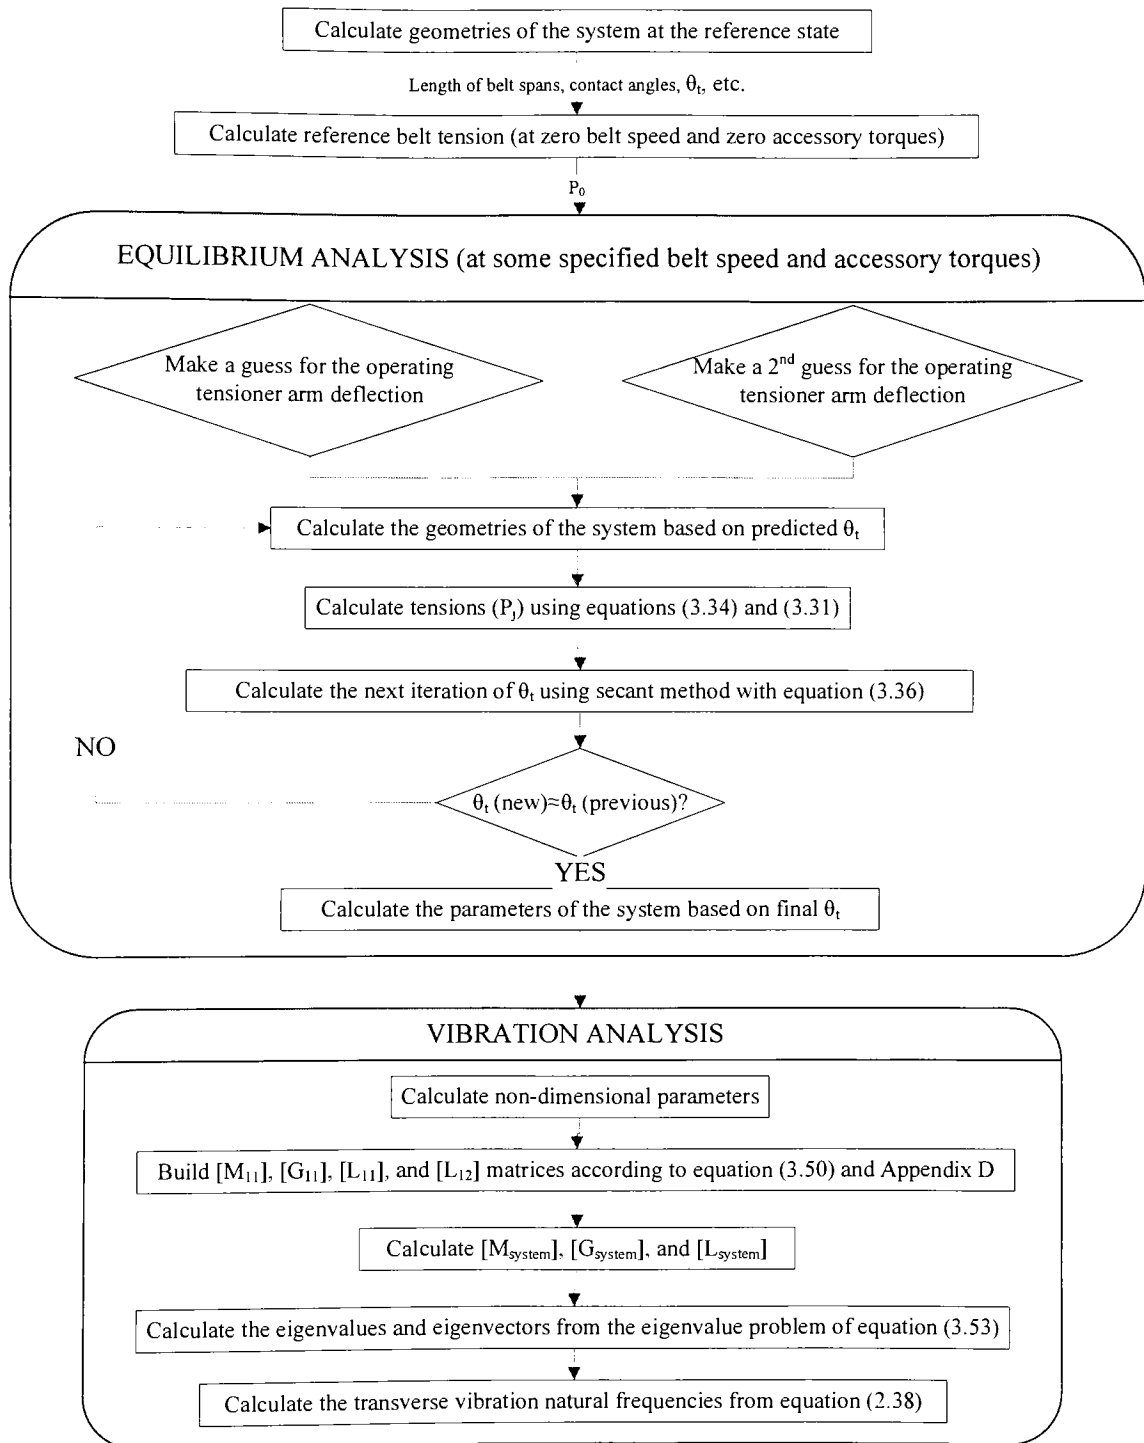 Calculate geometries of the system at the reference state
Length of belt spans, contact angles, θt, etc.
Calculate reference belt tension (at zero belt speed and zero accessory torques)
P0
EQUILIBRIUM ANALYSIS (at some specified belt speed and accessory torques)
Make a guess for the operating
tensioner arm deflection
Make a 2nd guess for the operating
tensioner arm deflection
Calculate the geometries of the system based on predicted θt
Calculate tensions (Pj) using equations (3.34) and (3.31)
Calculate the next iteration of θt using secant method with equation (3.36)
NO
θt (new)≈θt (previous)?
YES
Calculate the parameters of the system based on final θt
VIBRATION ANALYSIS
Calculate non-dimensional parameters
Build [M11], [G11], [L11], and [L12] matrices according to equation (3.50) and Appendix D
Calculate [Msystem], [Gsystem], and [Lsystem]
Calculate the eigenvalues and eigenvectors from the eigenvalue problem of equation (3.53)
Calculate the transverse vibration natural frequencies from equation (2.38)